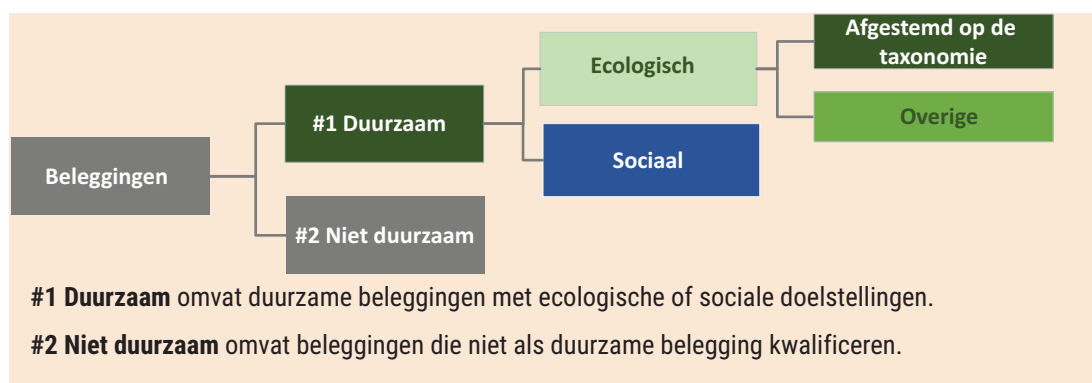 Afgestemd op de
taxonomie
Ecologisch
Overige
#1 Duurzaam
Sociaal
Beleggingen
#2 Niet duurzaam
#1 Duurzaam omvat duurzame beleggingen met ecologische of sociale doelstellingen.
#2 Niet duurzaam omvat beleggingen die niet als duurzame belegging kwalificeren.